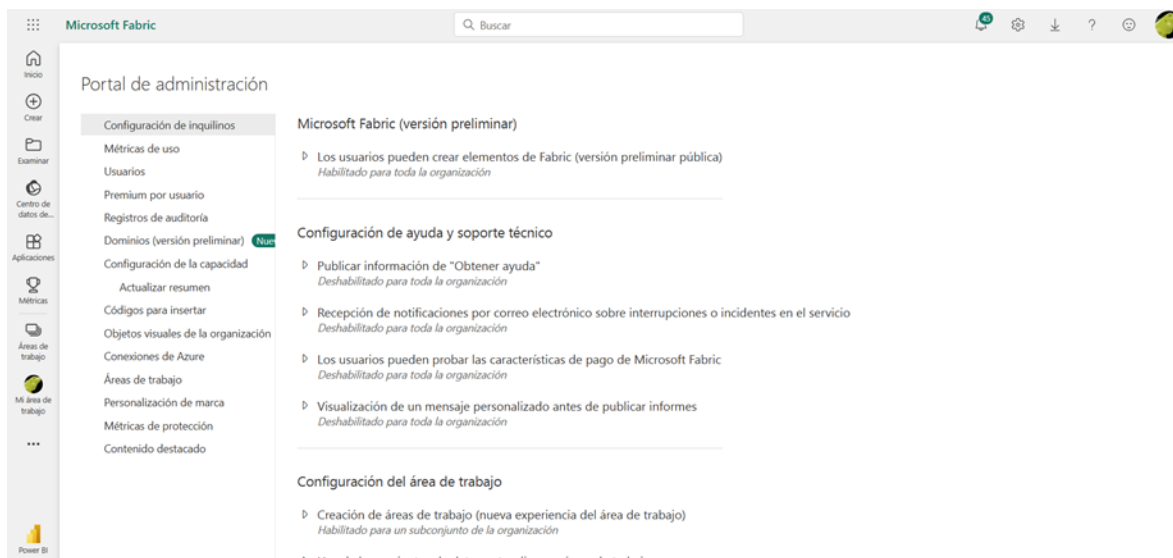 Microsoft Fabric
Buscar
45
Inicio
Crear
Examinar
Centro de
datos de...
Aplicaciones
Métricas
Áreas de
trabajo
Mi área de
trabajo
Power BI
Portal de administración
Configuración de inquilinos
Métricas de uso
Usuarios
Premium por usuario
Registros de auditoría
Dominios (versión preliminar)
Configuración de la capacidad
Actualizar resumen
Códigos para insertar
Objetos visuales de la organización
Conexiones de Azure
Áreas de trabajo
Personalización de marca
Métricas de protección
Contenido destacado
Microsoft Fabric (versión preliminar)
Los usuarios pueden crear elementos de Fabric (versión preliminar pública)
Habilitado para toda la organización
Configuración de ayuda y soporte técnico
Publicar información de "Obtener ayuda"
Deshabilitado para toda la organización
Recepción de notificaciones por correo electrónico sobre interrupciones o incidentes en el servicio
Deshabilitado para toda la organización
Los usuarios pueden probar las características de pago de Microsoft Fabric
Deshabilitado para toda la organización
Visualización de un mensaje personalizado antes de publicar informes
Deshabilitado para toda la organización
Configuración del área de trabajo
Creación de áreas de trabajo (nueva experiencia del área de trabajo)
Habilitado para un subconjunto de la organización